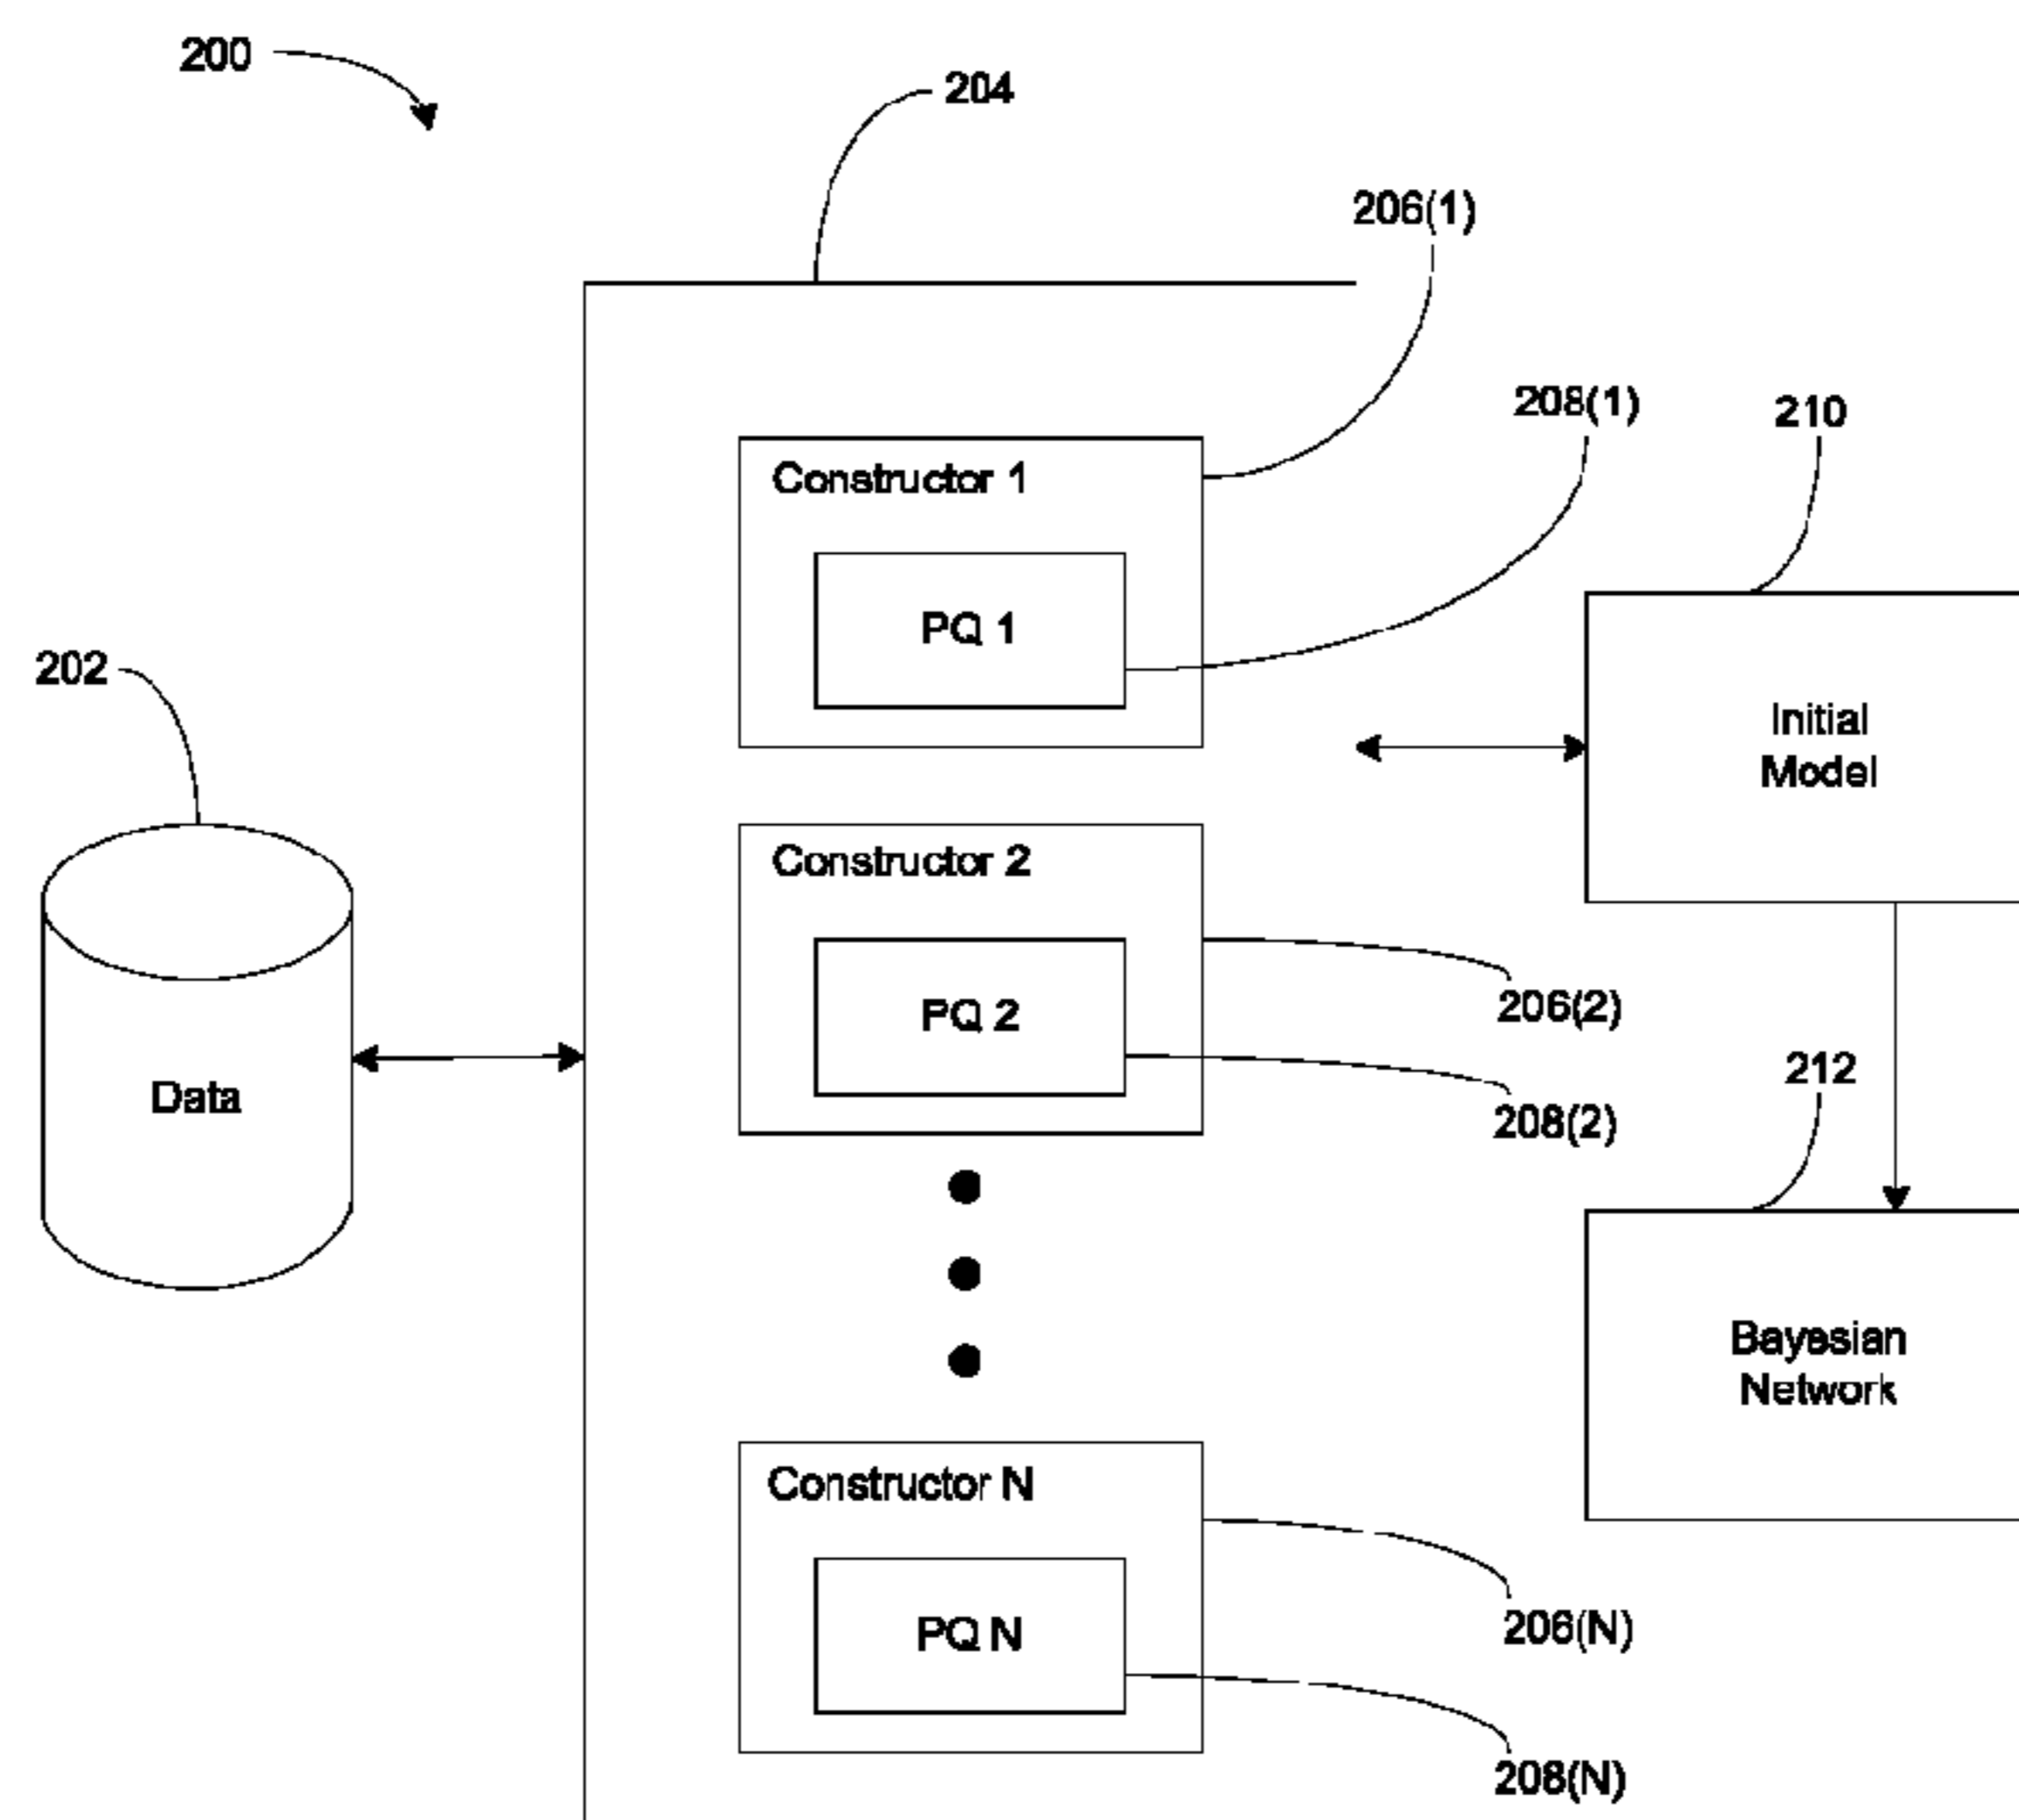 200
204
206(1)
208(1)
210
Constructor 1
PQ 1
202
Initial
Model
Constructor 2
PQ 2
206(2)
212
Data
208(2)
Bayesian
Network
Constructor N
PQ N
206(N)
208(N)